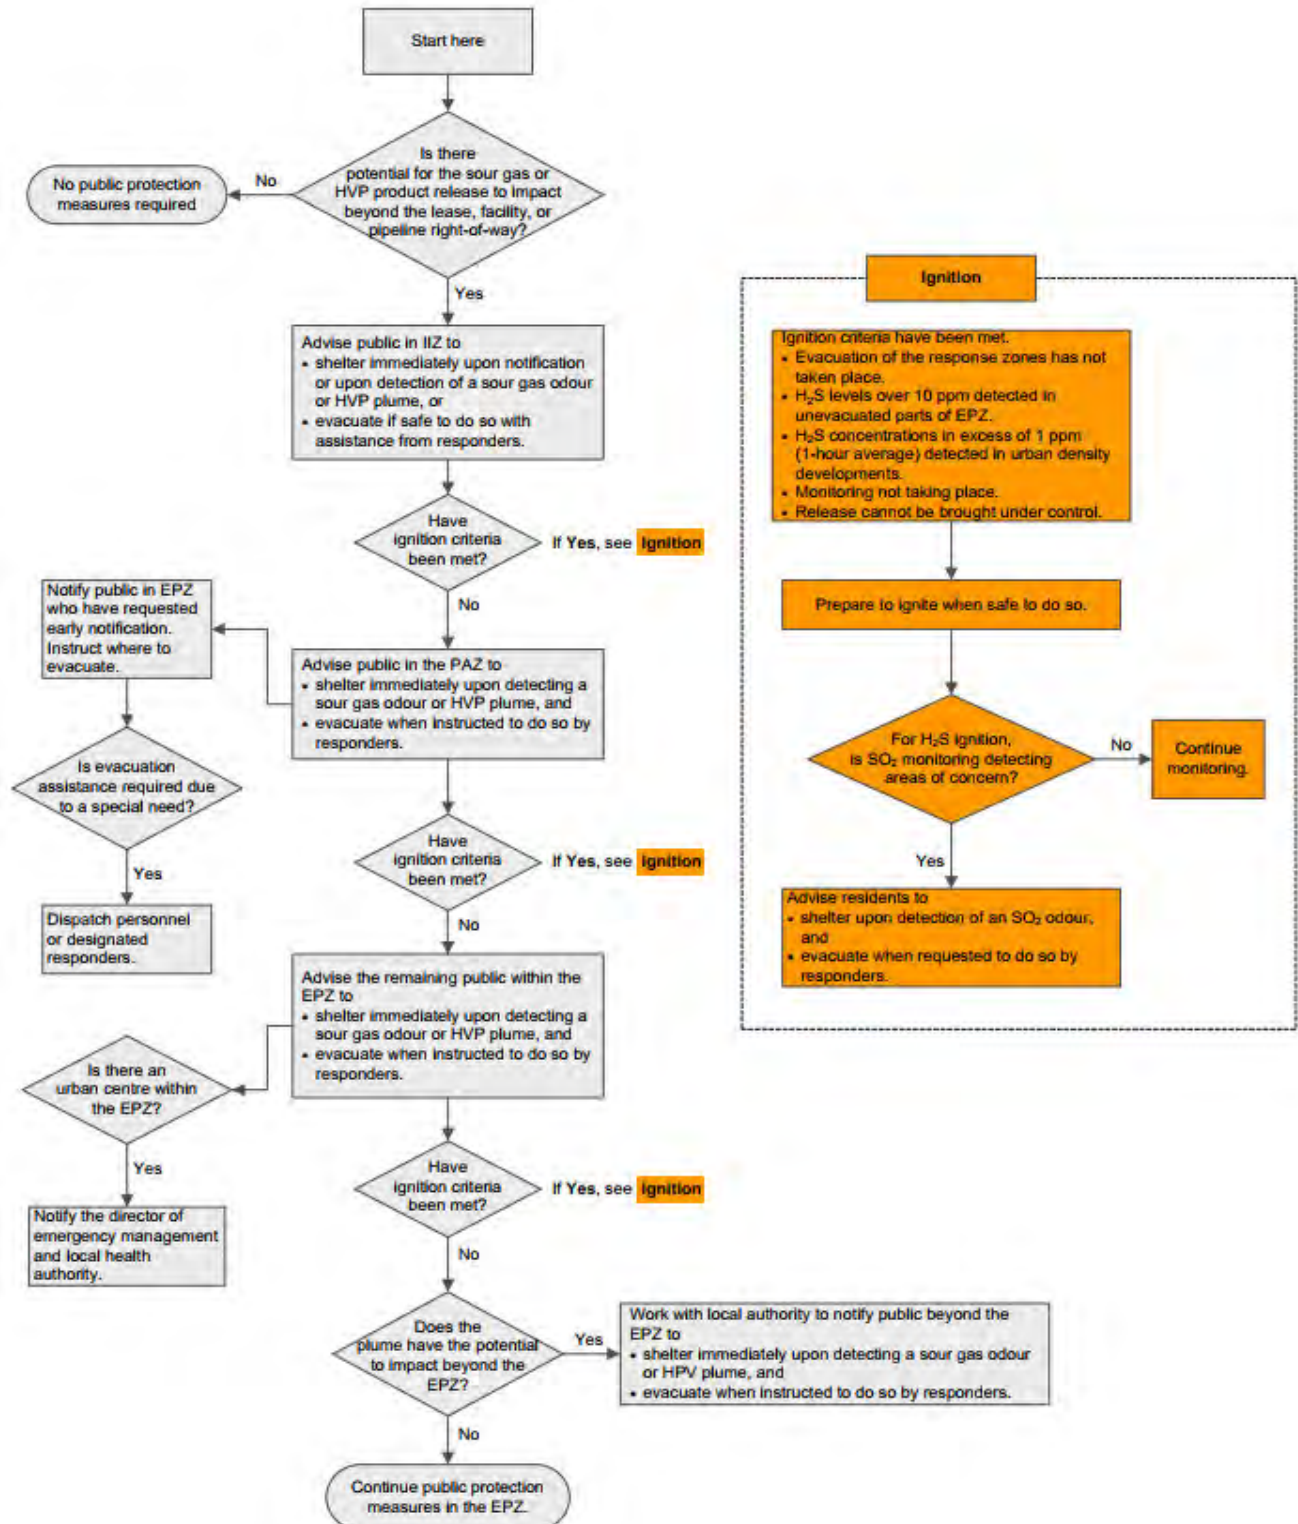 Start here
Is there
potential for the sour gas or
HVP product release to impact
beyond the lease, facility, or
pipeline right-of-way?
No
No public protection
measures required
Yes
Advise public in IIZ to
• shelter immediately upon notification
or upon detection of a sour gas odour
or HVP plume, or
• evacuate if safe to do so with
assistance from responders.
Have
ignition criteria
been met?
If Yes, see Ignition
No
Advise public in the PAZ to
• shelter immediately upon detecting a
sour gas odour or HVP plume, and
• evacuate when instructed to do so by
responders.
Notify public in EPZ
who have requested
early notification.
Instruct where to
evacuate.
Is evacuation
assistance required due
to a special need?
Yes
Dispatch personnel
or designated
responders.
Have
ignition criteria
been met?
If Yes, see Ignition
No
Advise the remaining public within the
EPZ to
• shelter immediately upon detecting a
sour gas odour or HVP plume, and
• evacuate when instructed to do so by
responders.
Is there an
urban centre within
the EPZ?
Yes
Notify the director of
emergency management
and local health
authority.
Have
ignition criteria
been met?
If Yes, see Ignition
No
Does the
plume have the potential
to impact beyond the
EPZ?
Yes
Work with local authority to notify public beyond the
EPZ to
• shelter immediately upon detecting a sour gas odour
or HPV plume, and
• evacuate when instructed to do so by responders.
No
Continue public protection
measures in the EPZ.
Ignition
Ignition criteria have been met.
• Evacuation of the response zones has not
taken place.
• H₂S levels over 10 ppm detected in
unevacuated parts of EPZ.
• H₂S concentrations in excess of 1 ppm
(1-hour average) detected in urban density
developments.
• Monitoring not taking place.
• Release cannot be brought under control.
Prepare to ignite when safe to do so.
For H₂S ignition,
is SO₂ monitoring detecting
areas of concern?
No
Continue
monitoring.
Yes
Advise residents to
• shelter upon detection of an SO₂ odour,
and
• evacuate when requested to do so by
responders.